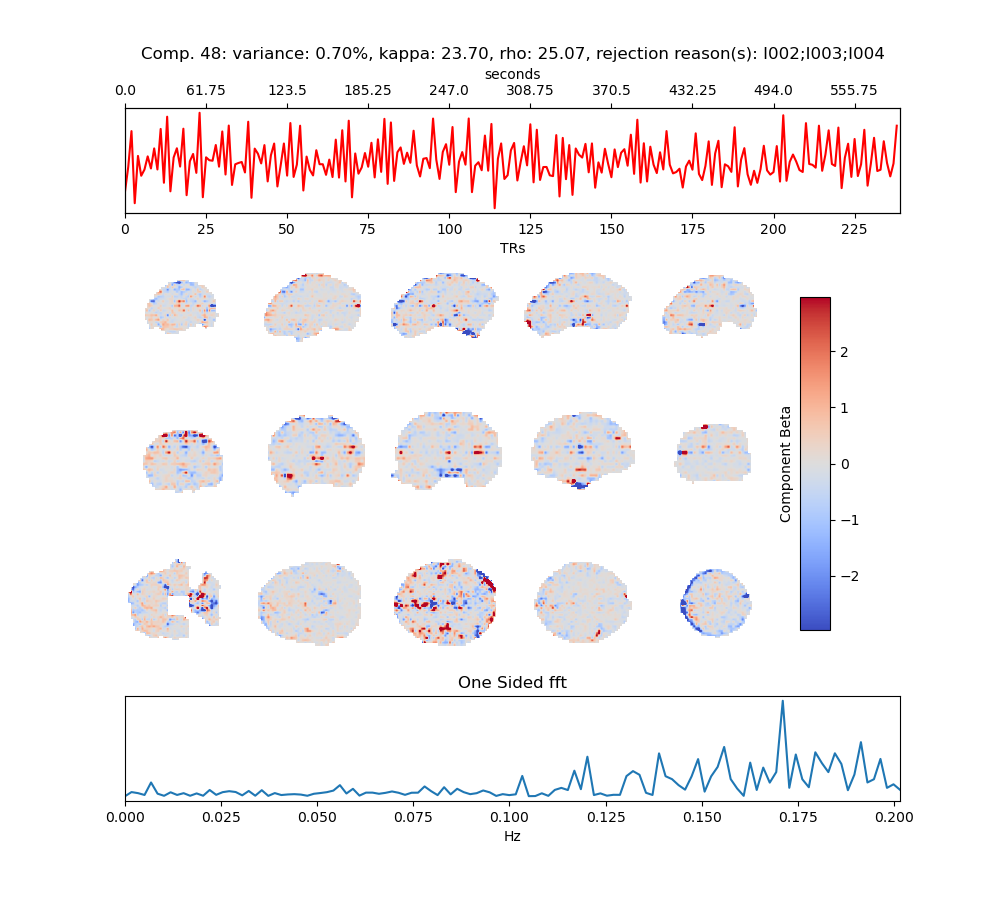 Comp. 48: variance: 0.70%, kappa: 23.70, rho: 25.07, rejection reason(s): I002;I003;I004
seconds
0.0 61.75 123.5 185.25 247.0 308.75 370.5 432.25 494.0 555.75
0 25 50 75 100 125 150 175 200 225
TRs
2
1
0
−1
−2
Component Beta
One Sided fft
0.000 0.025 0.050 0.075 0.100 0.125 0.150 0.175 0.200
Hz